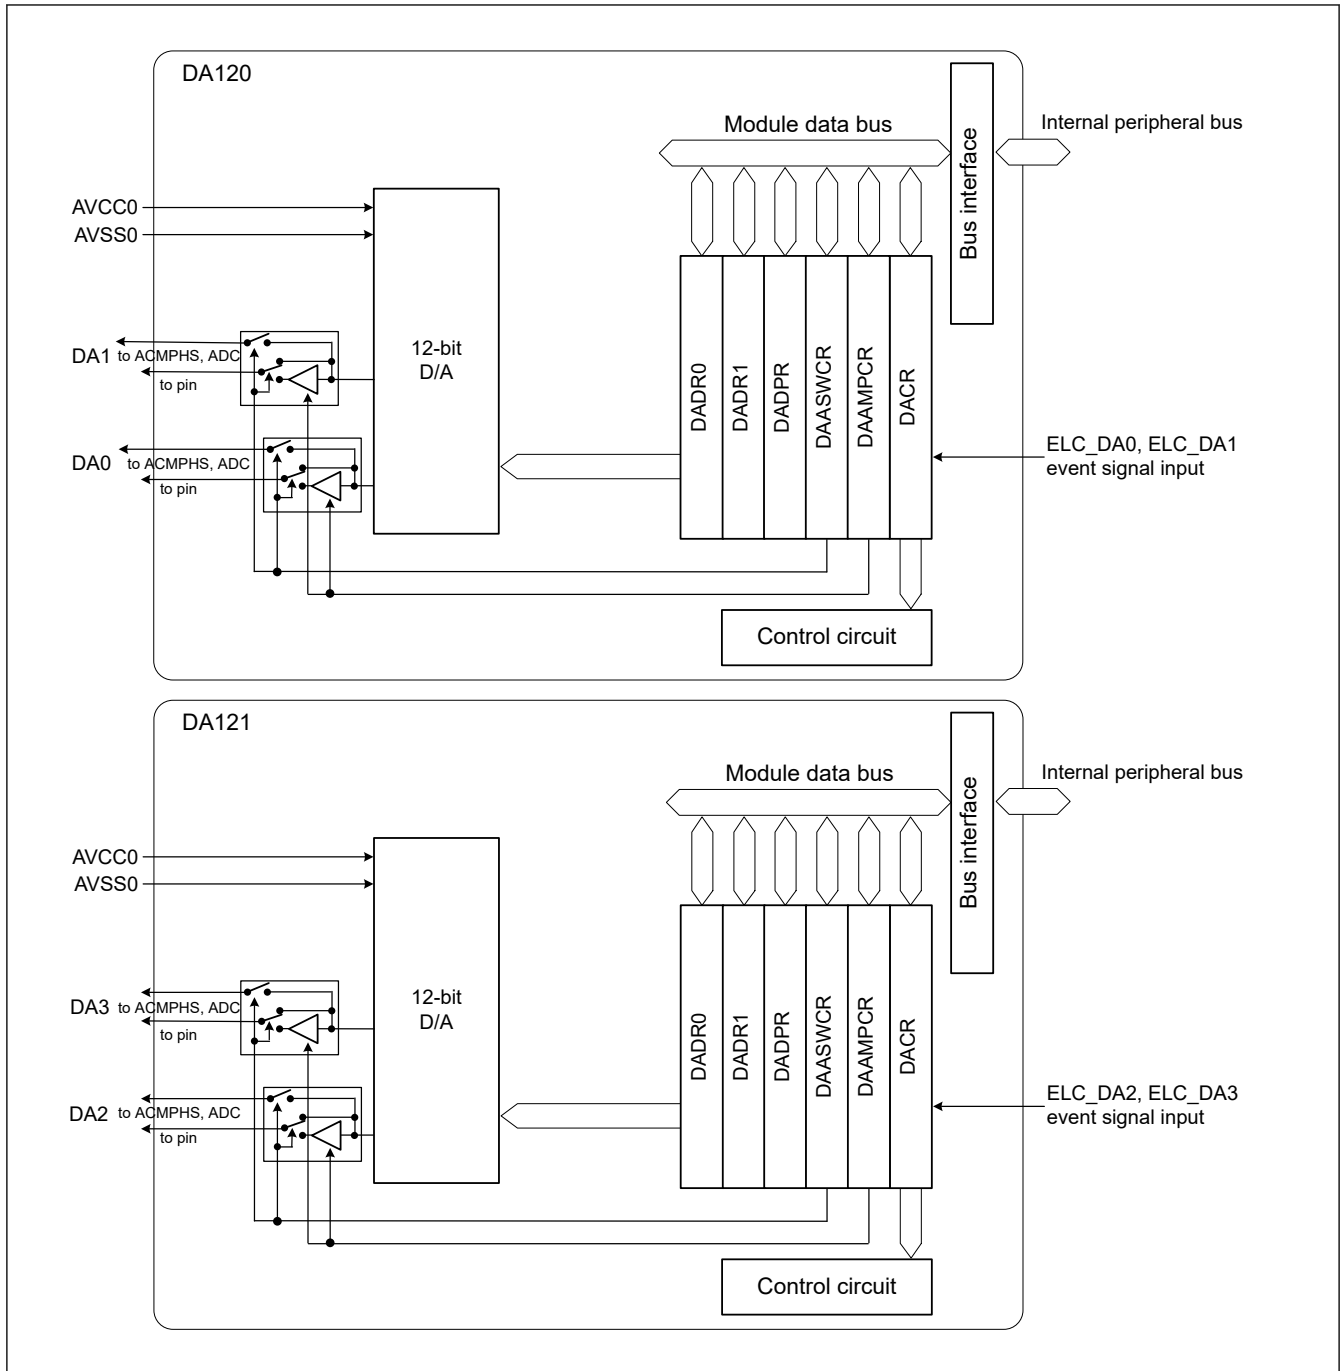 DA120
Module data bus
Internal peripheral bus
Bus interface
AVCC0
AVSS0
12-bit
D/A
DA1
to ACMPHS, ADC
to pin
DA0
to ACMPHS, ADC
to pin
DADR0
DADR1
DADPR
DAASWCR
DAAMPCR
DACR
ELC_DA0, ELC_DA1
event signal input
Control circuit
DA121
Module data bus
Internal peripheral bus
Bus interface
AVCC0
AVSS0
12-bit
D/A
DA3
to ACMPHS, ADC
to pin
DA2
to ACMPHS, ADC
to pin
DADR0
DADR1
DADPR
DAASWCR
DAAMPCR
DACR
ELC_DA2, ELC_DA3
event signal input
Control circuit